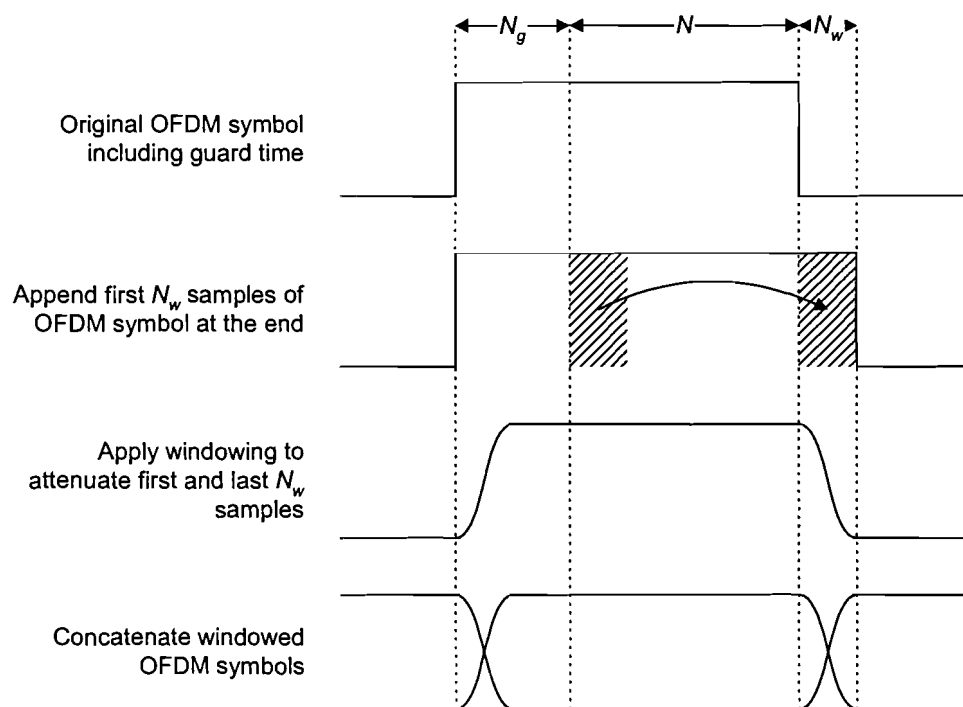 N_g N N_w
Original OFDM symbol
including guard time
Append first N_w samples of
OFDM symbol at the end
Apply windowing to
attenuate first and last N_w
samples
Concatenate windowed
OFDM symbols